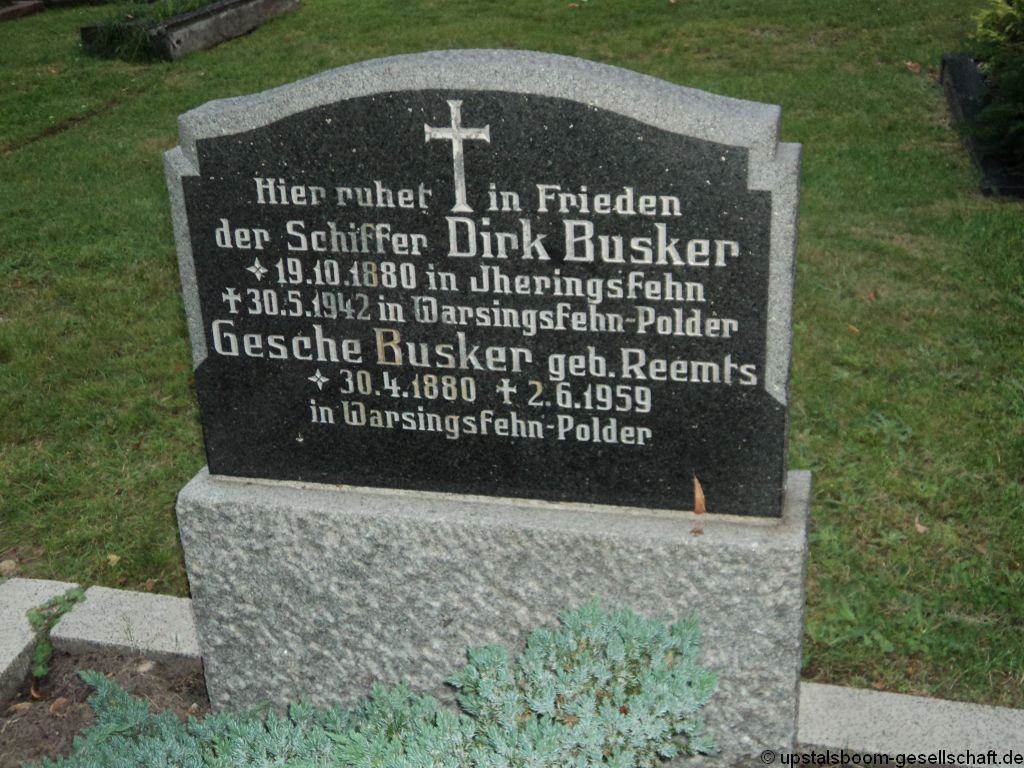 Hier ruhet in Frieden
der Schiffer Dirk Busker
✧ 19.10.1880 in Jheringsfehn
✝ 30.5.1942 in Warsingsfehn-Polder
Gesche Busker geb. Reemts
✧ 30.4.1880 ✝ 2.6.1959
in Warsingsfehn-Polder
© upstalsboom-gesellschaft.de